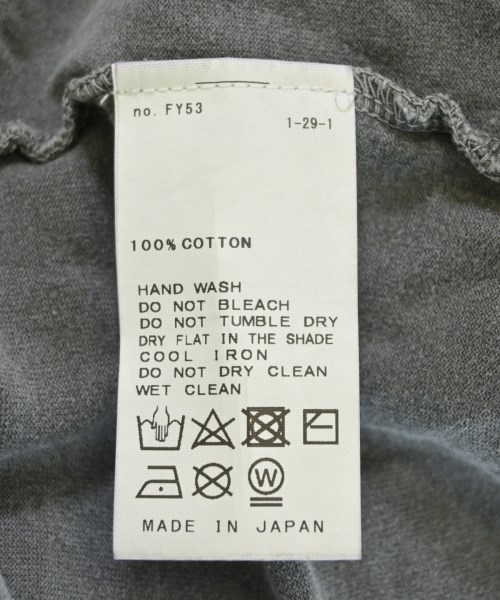 no. FY53
1-29-1
100% COTTON
HAND WASH
DO NOT BLEACH
DO NOT TUMBLE DRY
DRY FLAT IN THE SHADE
COOL IRON
DO NOT DRY CLEAN
WET CLEAN
W
MADE IN JAPAN